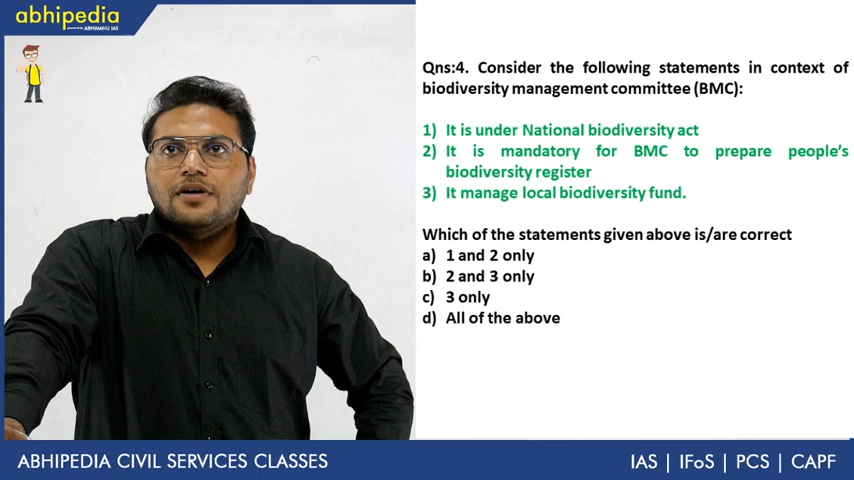 abhipedia
powered by ABHIMANU IAS
Qns:4. Consider the following statements in context of
biodiversity management committee (BMC):
1) It is under National biodiversity act
2) It is mandatory for BMC to prepare people's
biodiversity register
3) It manage local biodiversity fund.
Which of the statements given above is/are correct
a) 1 and 2 only
b) 2 and 3 only
c) 3 only
d) All of the above
ABHIPEDIA CIVIL SERVICES CLASSES
IAS | IFoS | PCS | CAPF